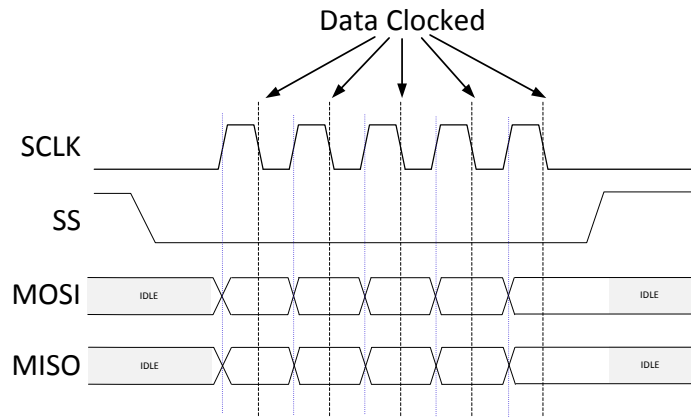 Data Clocked
SCLK
SS
MOSI
IDLE
IDLE
MISO
IDLE
IDLE